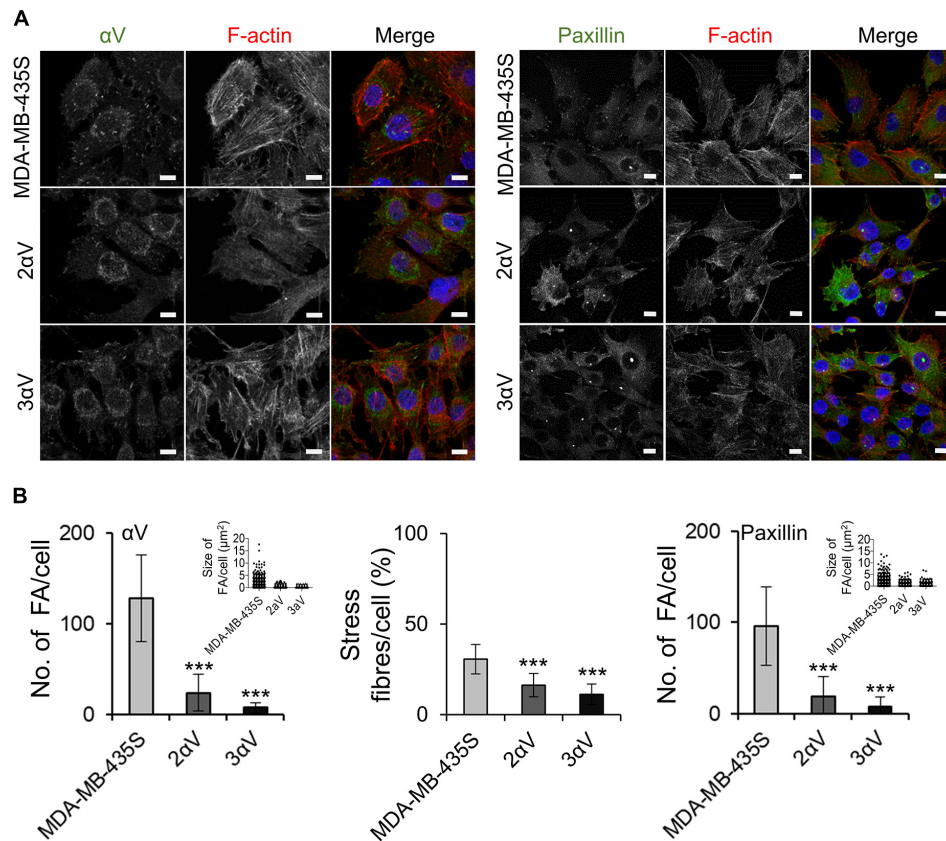 A
αV F-actin Merge Paxillin F-actin Merge
MDA-MB-435S
2αV
3αV
MDA-MB-435S
2αV
3αV
B
No. of FA/cell
200
100
0
αV
Size of
FA/cell (μm²)
20
15
10
5
0
MDA-MB-435S
2αV
3αV
***
***
MDA-MB-435S
2αV
3αV
Stress
fibres/cell (%)
100
50
0
***
***
MDA-MB-435S
2αV
3αV
No. of FA/cell
200
100
0
Paxillin
Size of
FA/cell (μm²)
20
15
10
5
0
MDA-MB-435S
2αV
3αV
***
***
MDA-MB-435S
2αV
3αV